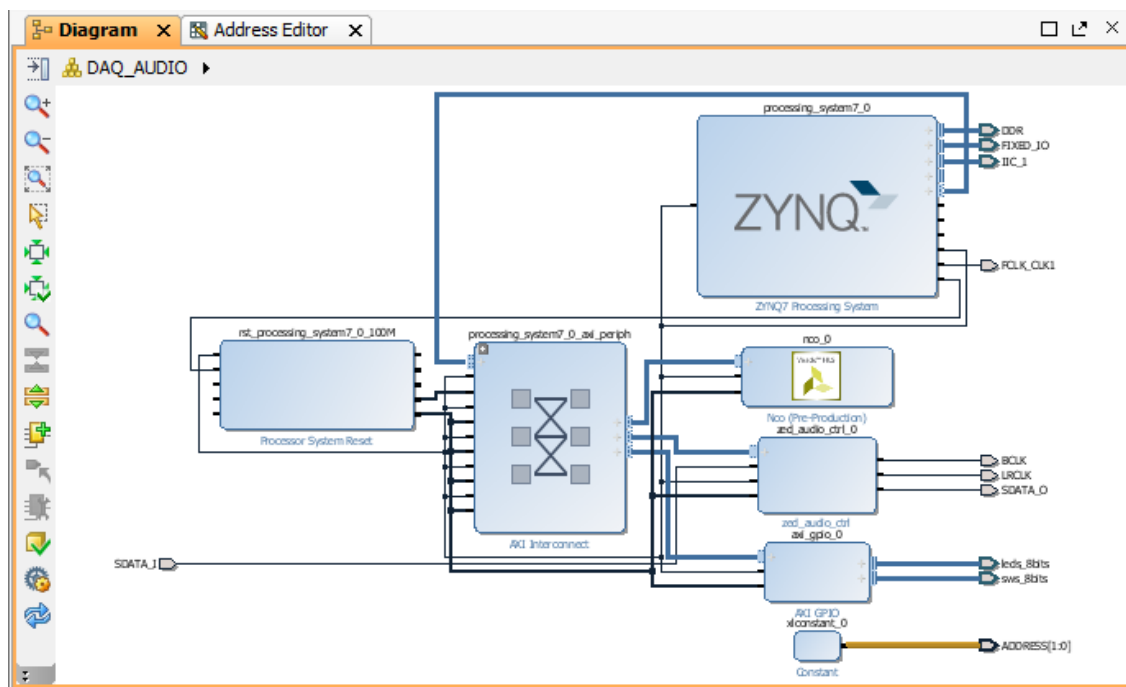 Diagram
Address Editor
DAQ_AUDIO
processing_system7_0
DDR
FIXED_IO
IIC_1
ZYNQ
FCLK_CLK1
ZYNQ7 Processing System
rst_processing_system7_0_100M
processing_system7_0_axi_periph
nco_0
Processor System Reset
Nco (Pre-Production)
zed_audio_ctrl_0
BCLK
LRCLK
SDATA_O
zed_audio_ctrl
axi_gpio_0
AXI Interconnect
SDATA_I
leds_8bits
sws_8bits
AXI GPIO
xlconstant_0
ADDRESS[1:0]
Constant